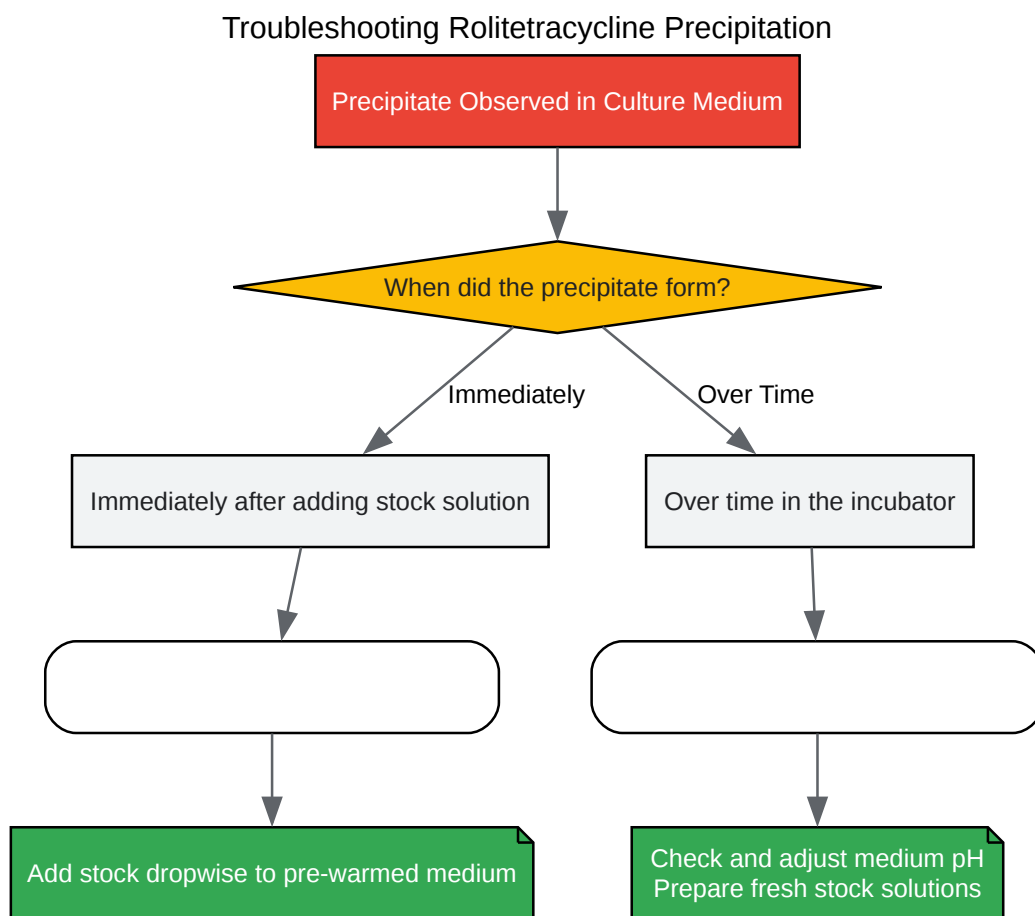 Troubleshooting Rolitetracycline Precipitation
Precipitate Observed in Culture Medium
When did the precipitate form?
Immediately
Over Time
Immediately after adding stock solution
Over time in the incubator
Add stock dropwise to pre-warmed medium
Check and adjust medium pH
Prepare fresh stock solutions